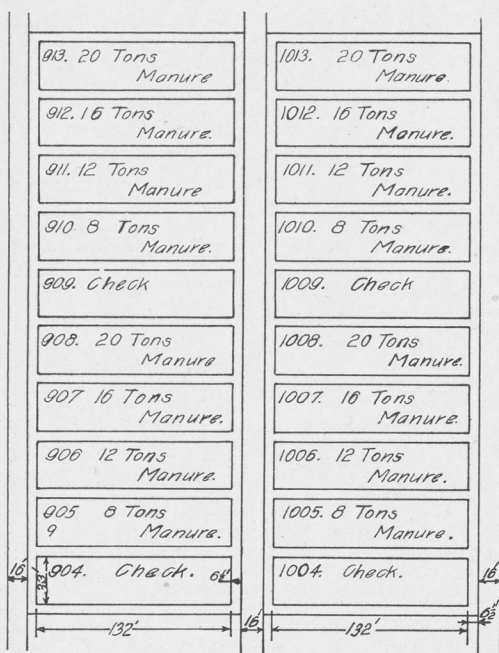 913. 20 Tons
Manure
912. 16 Tons
Manure.
911. 12 Tons
Manure
910 8 Tons
Manure.
909. Check
908. 20 Tons
Manure
907 16 Tons
Manure.
906 12 Tons
Manure.
905 8 Tons
9 Manure.
904. Check.
1013. 20 Tons
Manure.
1012. 16 Tons
Manure.
1011. 12 Tons
Manure.
1010. 8 Tons
Manure.
1009. Check
1008. 20 Tons
Manure.
1007. 16 Tons
Manure.
1006. 12 Tons
Manure.
1005. 8 Tons
Manure.
1004. Check.
16'
33'
6½'
132'
16'
132'
16'
6½'